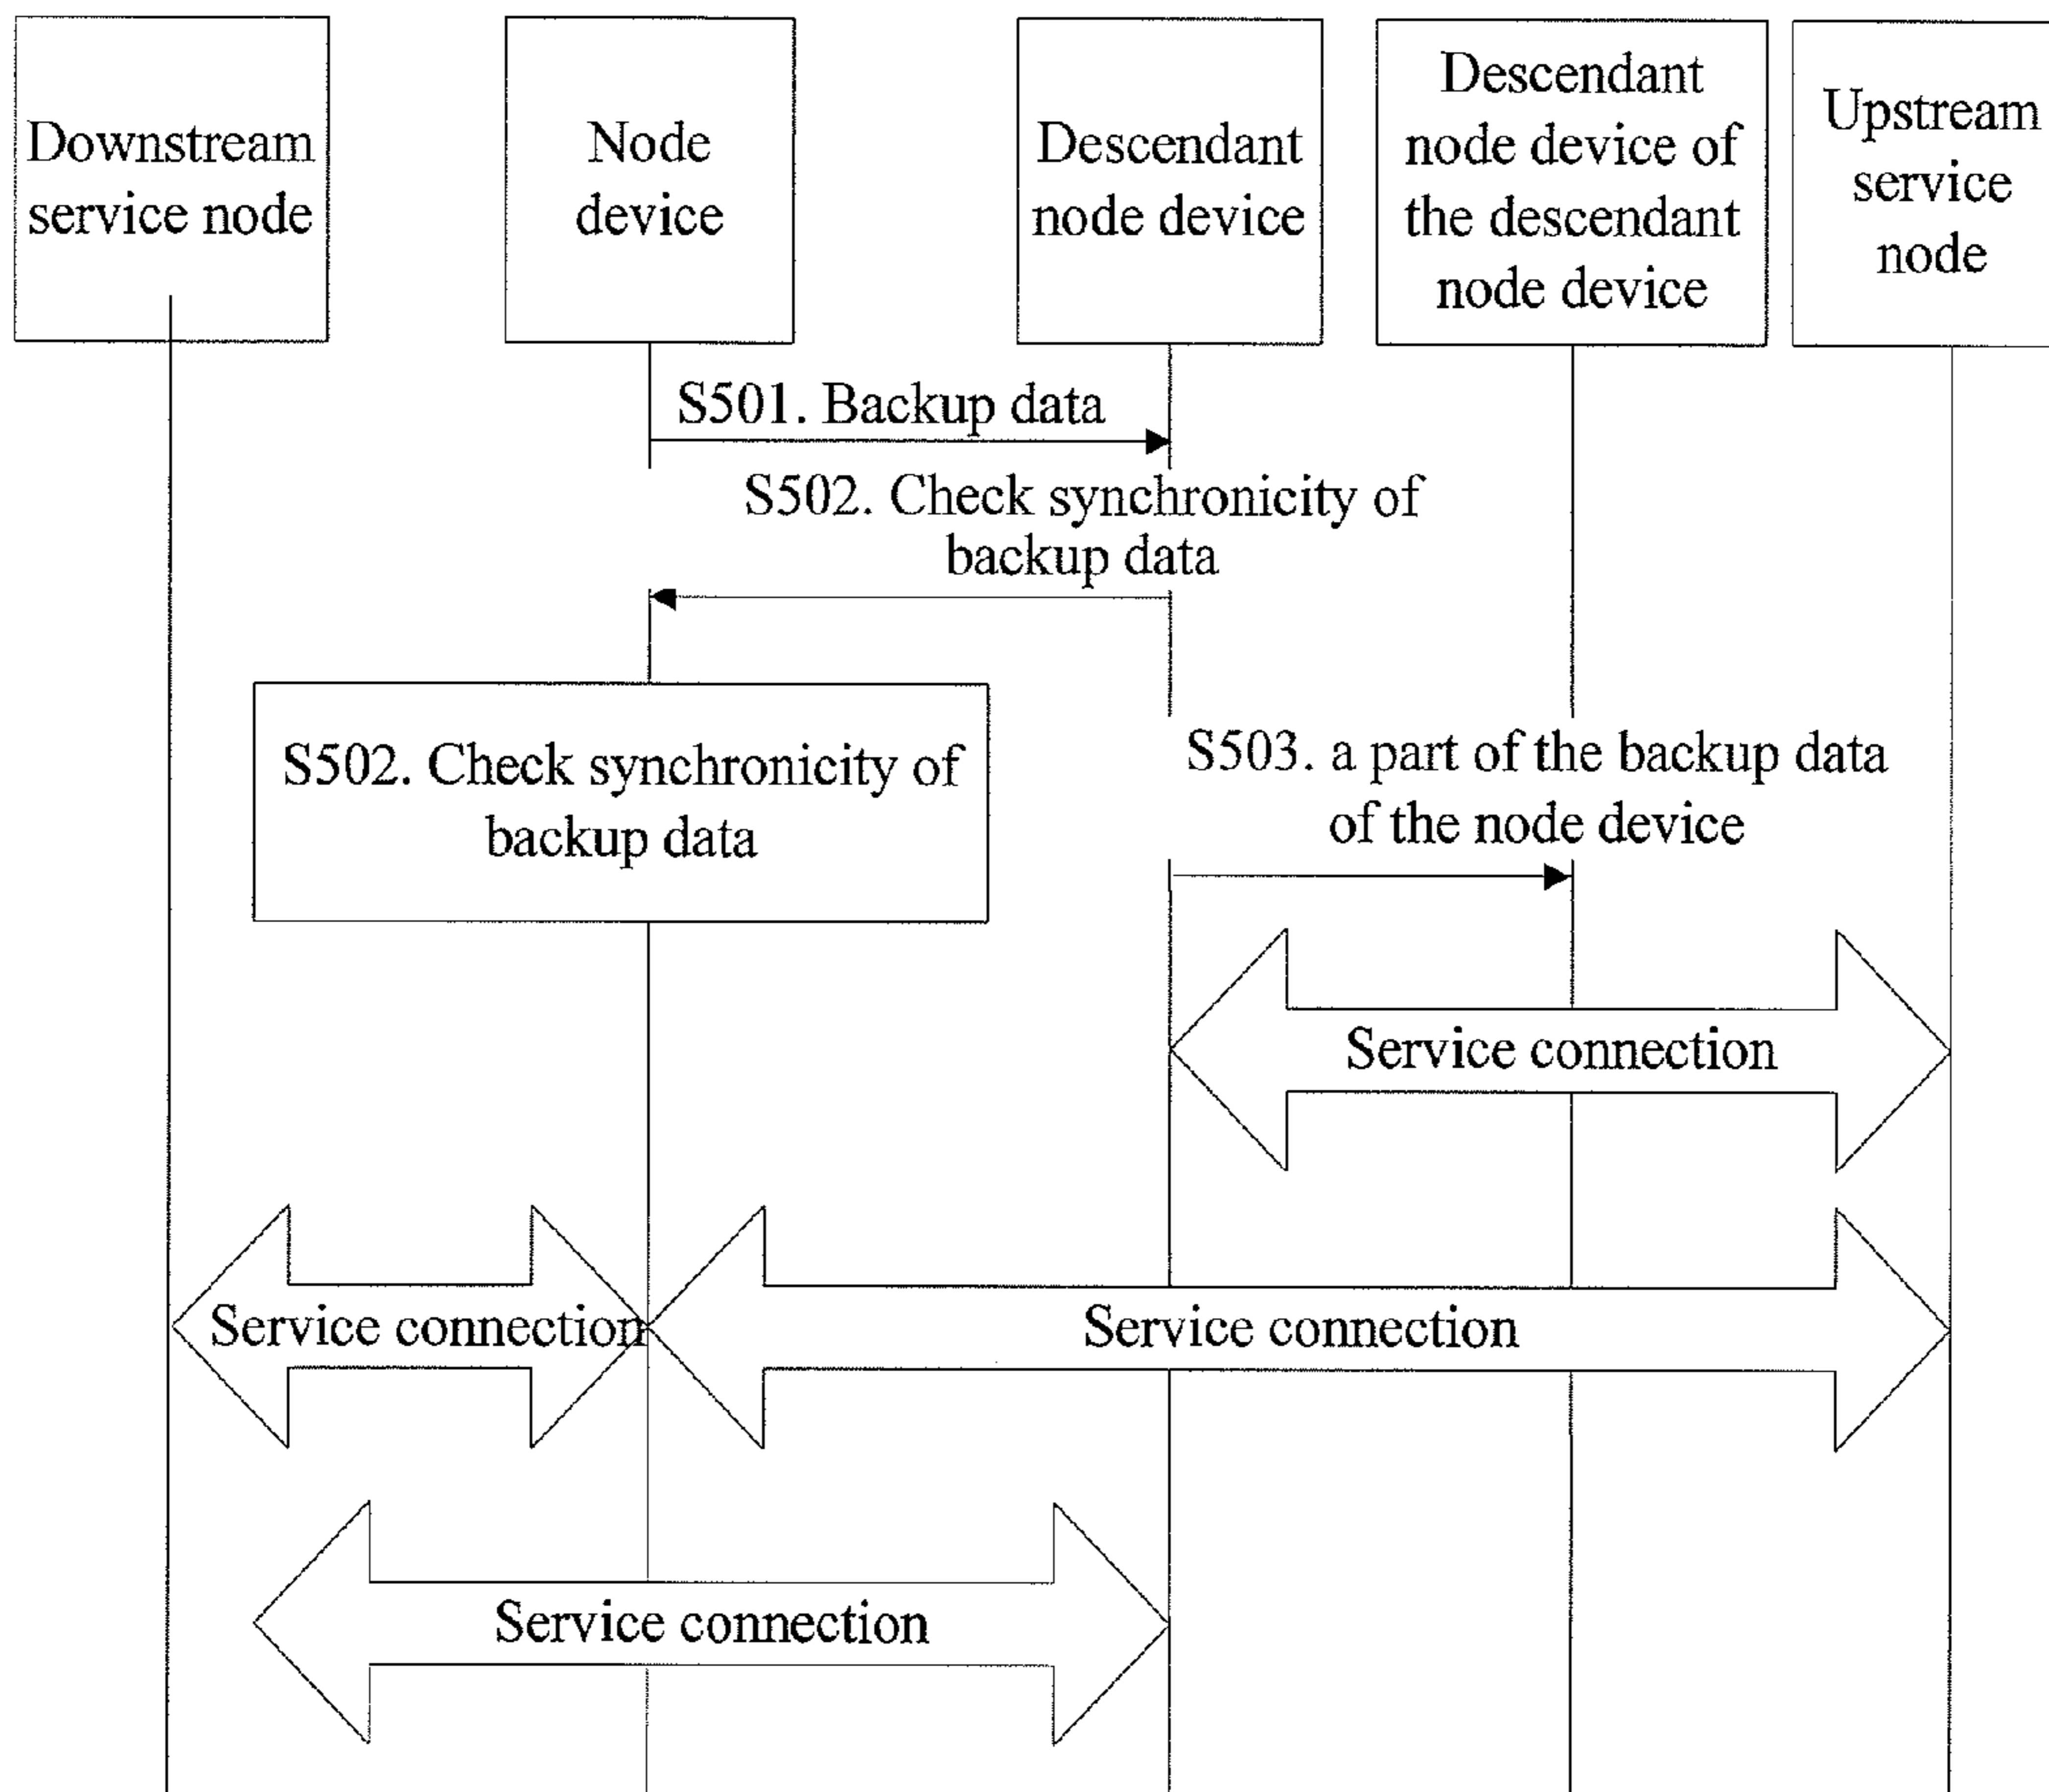 Downstream
service node
Node
device
Descendant
node device
Descendant
node device of
the descendant
node device
Upstream
service
node
S501. Backup data
S502. Check synchronicity of
backup data
S502. Check synchronicity of
backup data
S503. a part of the backup data
of the node device
Service connection
Service connection
Service connection
Service connection